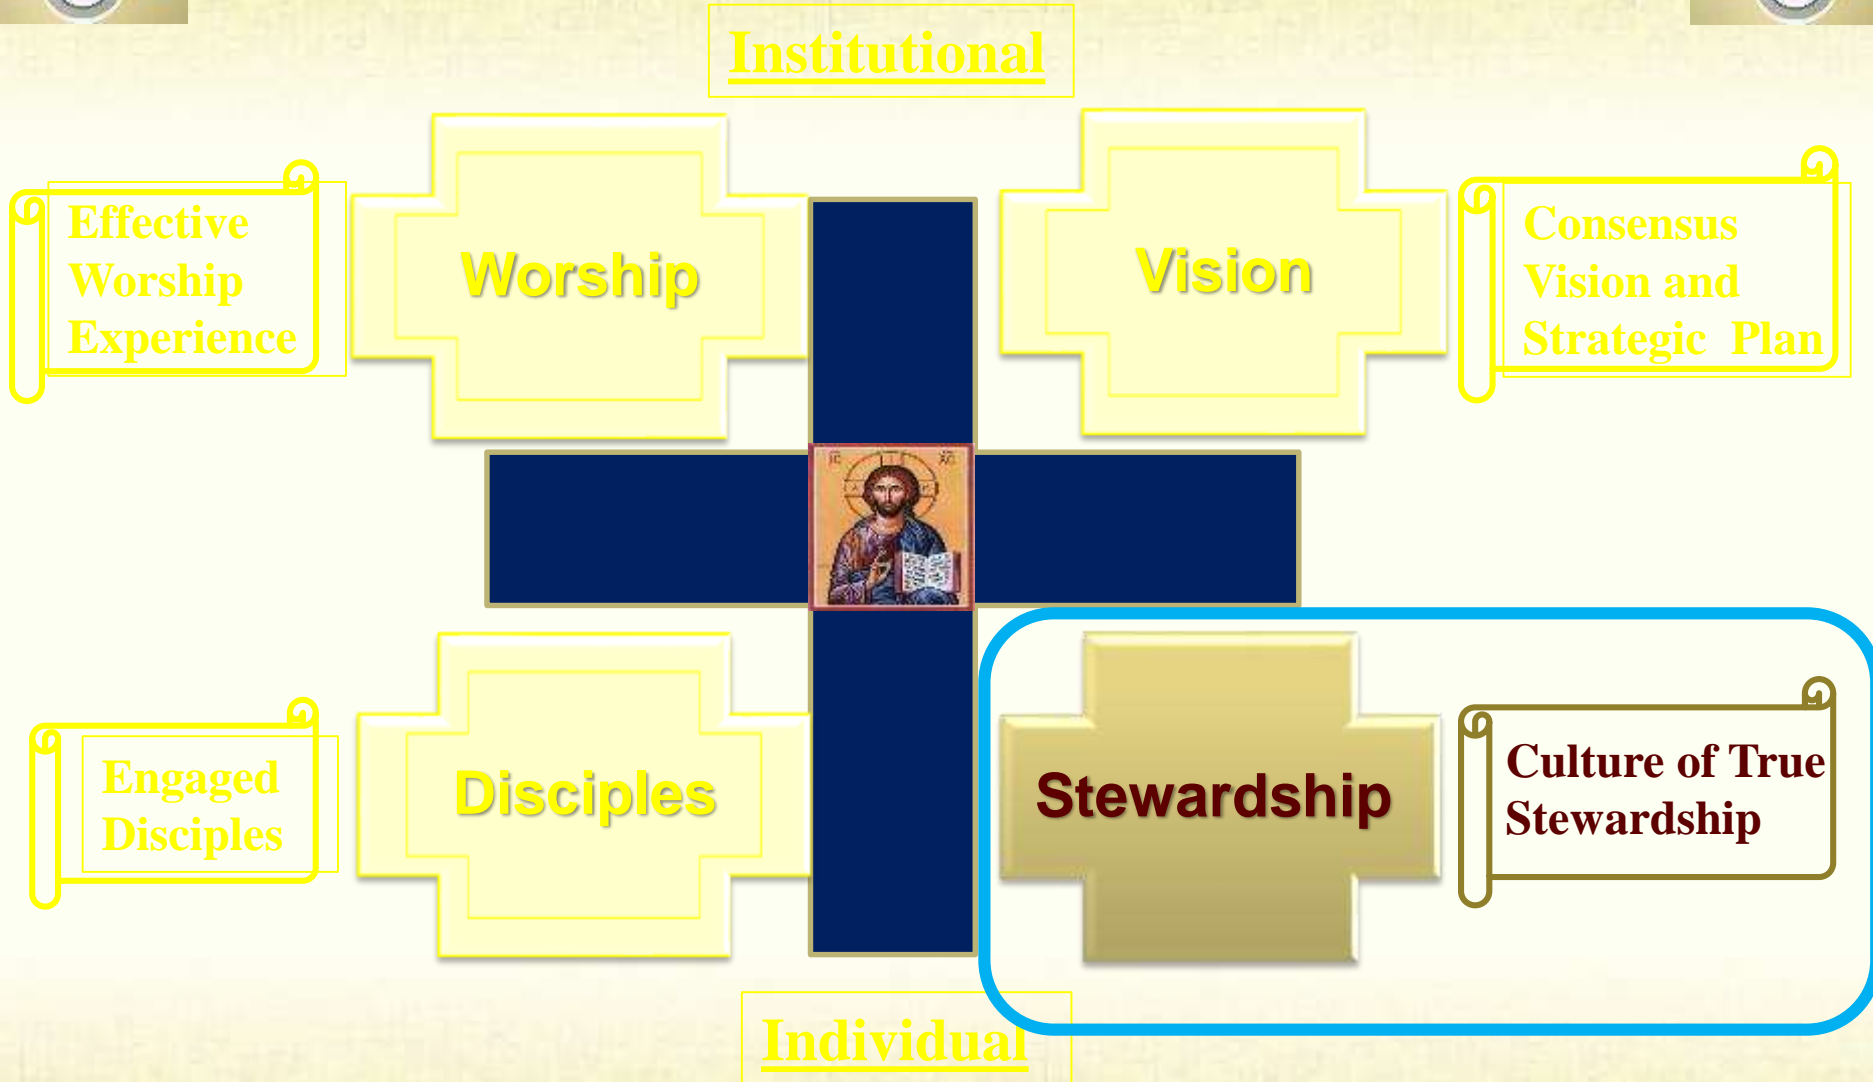 Institutional
Effective
Worship
Experience
Worship
Vision
Consensus
Vision and
Strategic Plan
Engaged
Disciples
Disciples
Stewardship
Culture of True
Stewardship
Individual